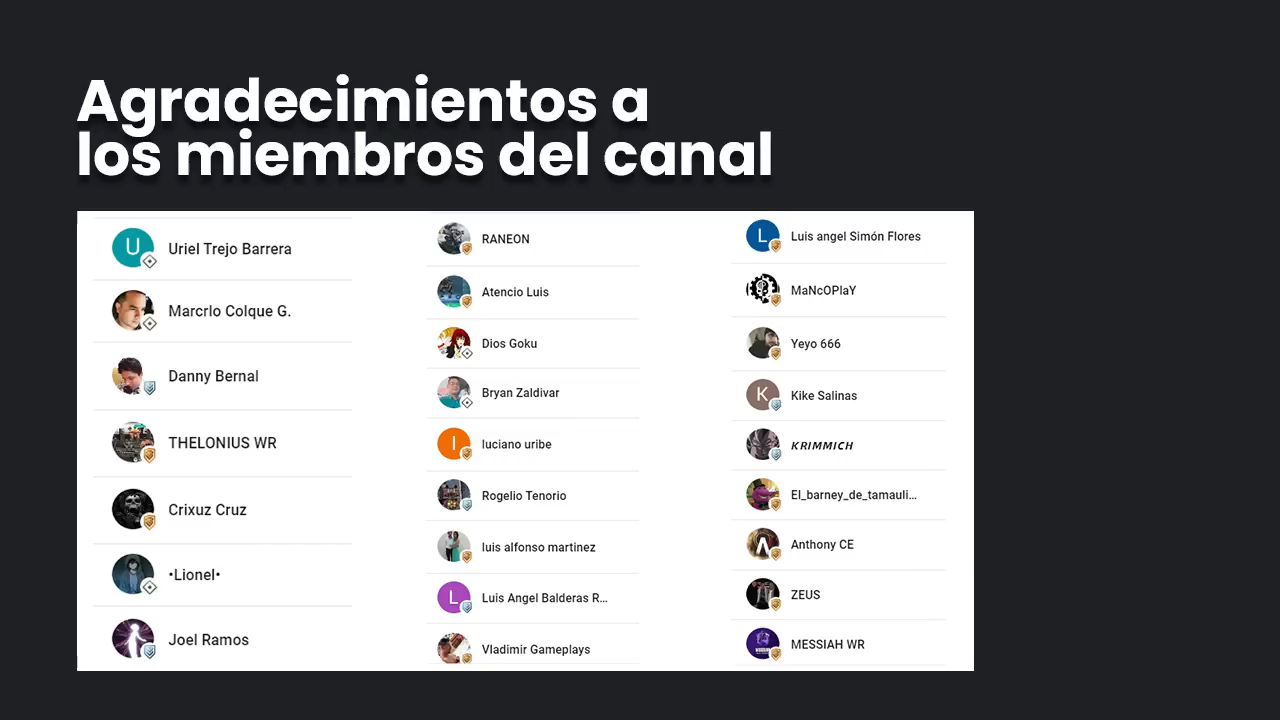 Agradecimientos a
los miembros del canal
U
Uriel Trejo Barrera
Marcrlo Colque G.
Danny Bernal
THELONIUS WR
Crixuz Cruz
•Lionel•
Joel Ramos
RANEON
Atencio Luis
Dios Goku
Bryan Zaldivar
l
luciano uribe
Rogelio Tenorio
luis alfonso martinez
L
Luis Angel Balderas R...
Vladimir Gameplays
L
Luis angel Simón Flores
MaNcOPlaY
Yeyo 666
K
Kike Salinas
KRIMMICH
El_barney_de_tamauli...
Anthony CE
ZEUS
MESSIAH WR